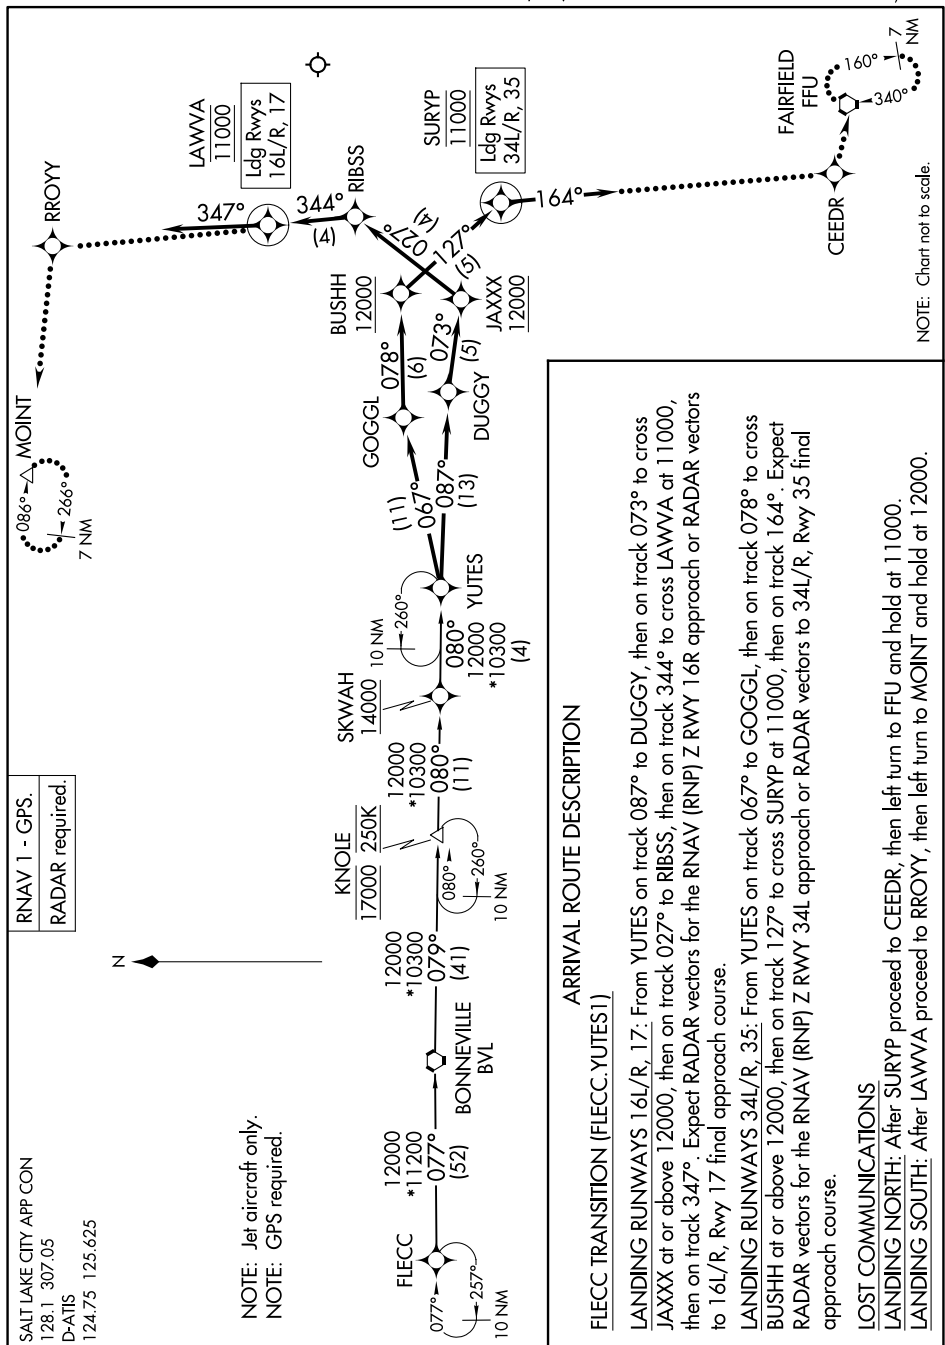 SALT LAKE CITY APP CON
128.1 307.05
D-ATIS
124.75 125.625
RNAV 1 - GPS.
RADAR required.
NOTE: Jet aircraft only.
NOTE: GPS required.
N
MOINT
086°
266°
7 NM
RROYY
LAWVA
11000
Ldg Rwys
16L/R, 17
347°
344°
(4)
RIBSS
027°
(4)
127°
(5)
SURYP
11000
Ldg Rwys
34L/R, 35
164°
CEEDR
FAIRFIELD
FFU
160°
340°
7
NM
BUSHH
12000
JAXXX
12000
GOGGL
078°
(6)
DUGGY
073°
(5)
067°
(11)
087°
(13)
YUTES
260°
10 NM
080°
12000
*10300
(4)
SKWAH
14000
12000
*10300
080°
(11)
KNOLE
17000 250K
080°
260°
10 NM
12000
*10300
079°
(41)
BONNEVILLE
BVL
12000
*11200
077°
(52)
FLECC
077°
257°
10 NM
NOTE: Chart not to scale.
ARRIVAL ROUTE DESCRIPTION
FLECC TRANSITION (FLECC.YUTES1)
LANDING RUNWAYS 16L/R, 17: From YUTES on track 087° to DUGGY, then on track 073° to cross
JAXXX at or above 12000, then on track 027° to RIBSS, then on track 344° to cross LAWVA at 11000,
then on track 347°. Expect RADAR vectors for the RNAV (RNP) Z RWY 16R approach or RADAR vectors
to 16L/R, Rwy 17 final approach course.
LANDING RUNWAYS 34L/R, 35: From YUTES on track 067° to GOGGL, then on track 078° to cross
BUSHH at or above 12000, then on track 127° to cross SURYP at 11000, then on track 164°. Expect
RADAR vectors for the RNAV (RNP) Z RWY 34L approach or RADAR vectors to 34L/R, Rwy 35 final
approach course.
LOST COMMUNICATIONS
LANDING NORTH: After SURYP proceed to CEEDR, then left turn to FFU and hold at 11000.
LANDING SOUTH: After LAWVA proceed to RROYY, then left turn to MOINT and hold at 12000.